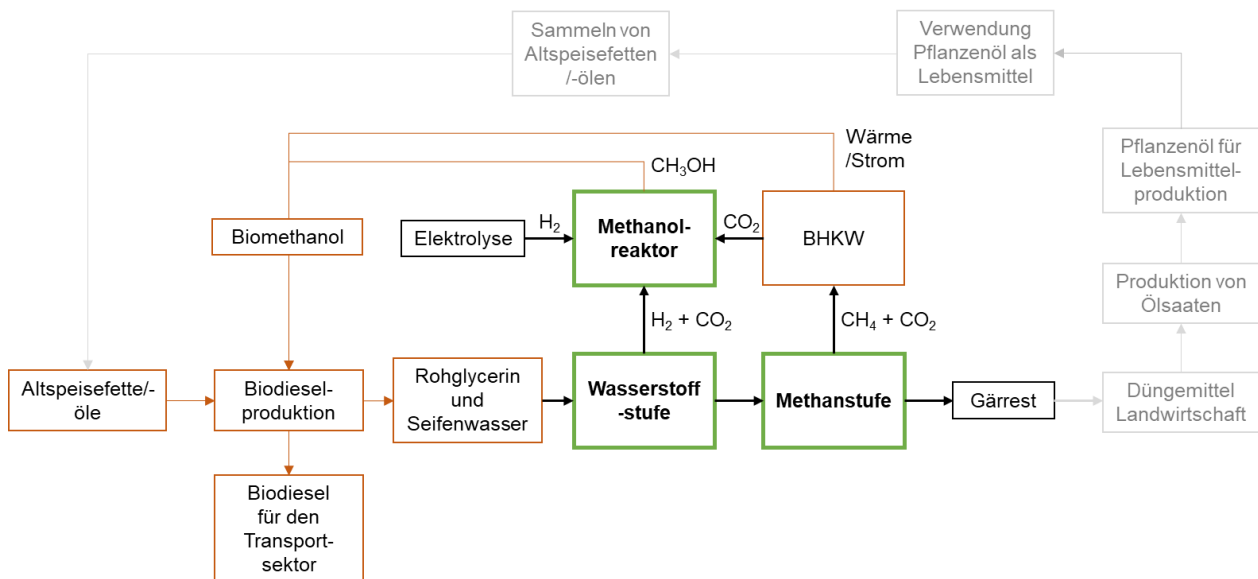 Sammeln von
Altspeisefetten
/-ölen
Verwendung
Pflanzenöl als
Lebensmittel
Pflanzenöl für
Lebensmittel-
produktion
Wärme
/Strom
CH₃OH
Biomethanol
Elektrolyse
H₂
Methanol-
reaktor
CO₂
BHKW
Produktion von
Ölsaaten
H₂ + CO₂
CH₄ + CO₂
Altspeisefette/-
öle
Biodiesel-
produktion
Rohglycerin
und
Seifenwasser
Wasserstoff
-stufe
Methanstufe
Gärrest
Düngemittel
Landwirtschaft
Biodiesel
für den
Transport-
sektor